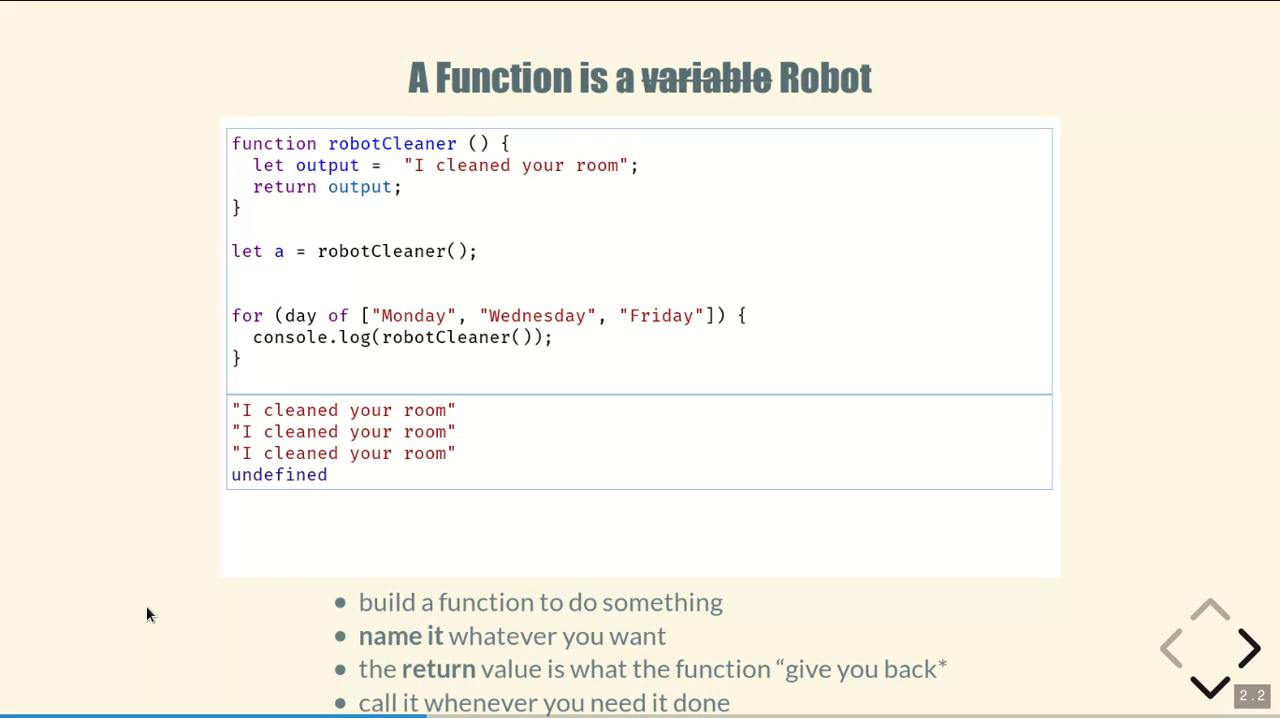 A Function is a variable Robot
function robotCleaner () {
  let output =  "I cleaned your room";
  return output;
}
let a = robotCleaner();
for (day of ["Monday", "Wednesday", "Friday"]) {
  console.log(robotCleaner());
}
"I cleaned your room"
"I cleaned your room"
"I cleaned your room"
undefined
• build a function to do something
• name it whatever you want
• the return value is what the function “give you back*
• call it whenever you need it done
2.2